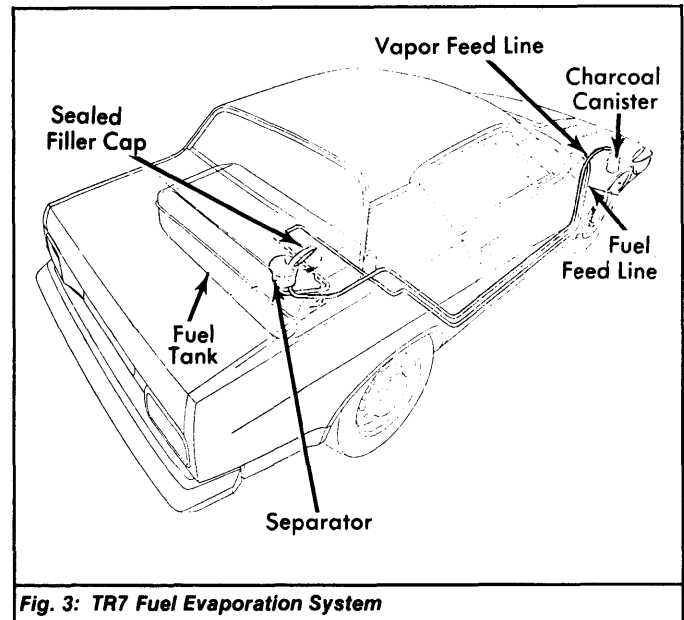 Vapor Feed Line
Charcoal
Canister
Sealed
Filler Cap
Fuel
Feed Line
Fuel
Tank
Separator
Fig. 3: TR7 Fuel Evaporation System